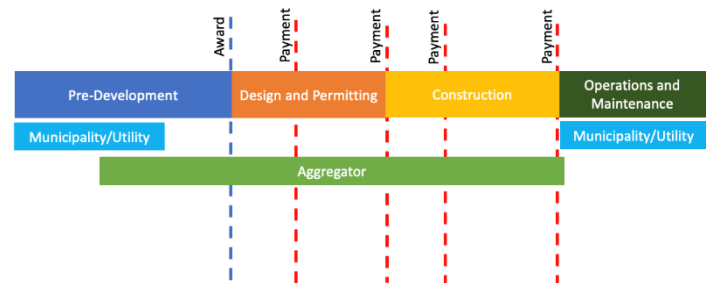 Award
Payment
Payment
Payment
Payment
Pre-Development
Design and Permitting
Construction
Operations and
Maintenance
Municipality/Utility
Municipality/Utility
Aggregator